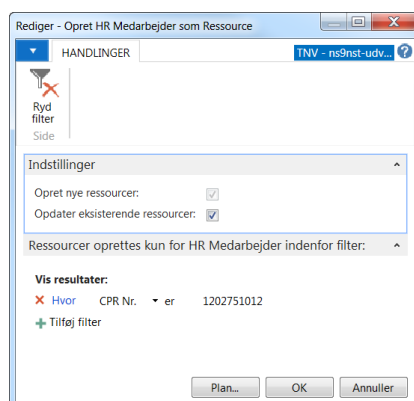 Rediger - Opret HR Medarbejder som Ressource
HANDLINGER
TNV - ns9nst-udv...
Ryd
filter
Side
Indstillinger
Opret nye ressourcer:
Opdater eksisterende ressourcer:
Ressourcer oprettes kun for HR Medarbejder indenfor filter:
Vis resultater:
Hvor CPR Nr. er 1202751012
Tilføj filter
Plan... OK Annuller